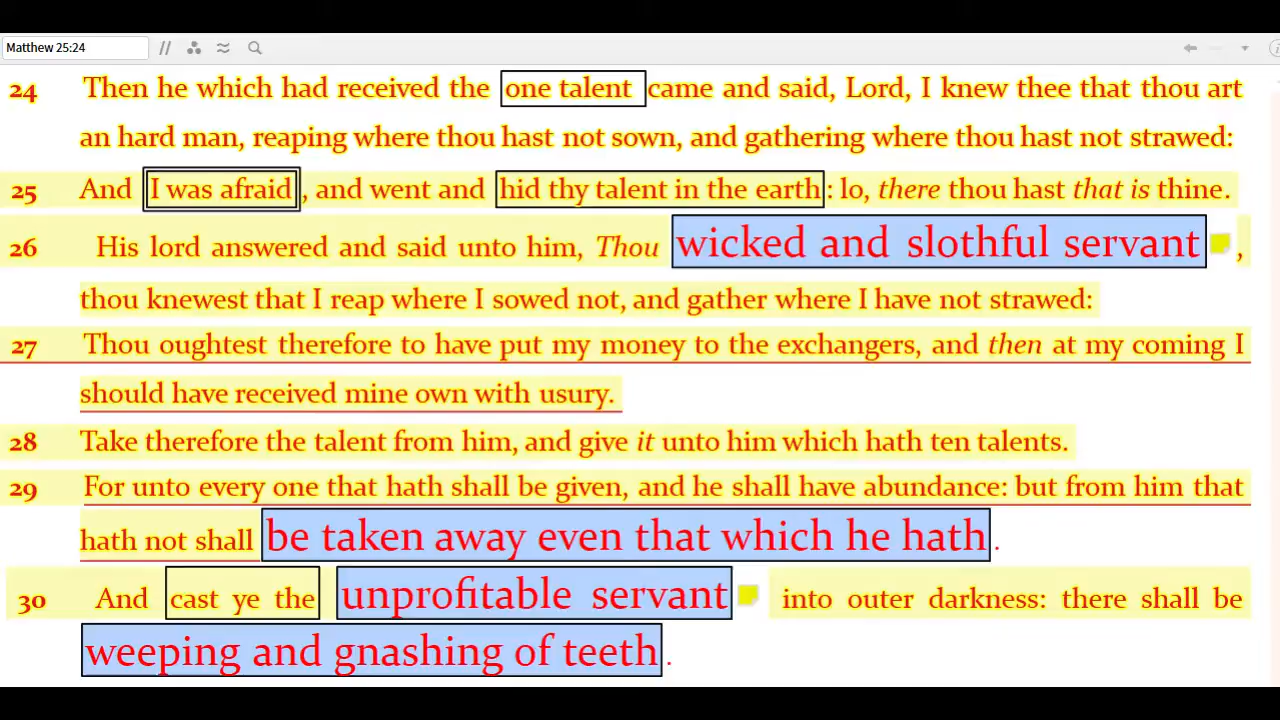 Matthew 25:24
24 Then he which had received the one talent came and said, Lord, I knew thee that thou art
an hard man, reaping where thou hast not sown, and gathering where thou hast not strawed:
25 And I was afraid, and went and hid thy talent in the earth: lo, there thou hast that is thine.
26 His lord answered and said unto him, Thou wicked and slothful servant,
thou knewest that I reap where I sowed not, and gather where I have not strawed:
27 Thou oughtest therefore to have put my money to the exchangers, and then at my coming I
should have received mine own with usury.
28 Take therefore the talent from him, and give it unto him which hath ten talents.
29 For unto every one that hath shall be given, and he shall have abundance: but from him that
hath not shall be taken away even that which he hath.
30 And cast ye the unprofitable servant into outer darkness: there shall be
weeping and gnashing of teeth.